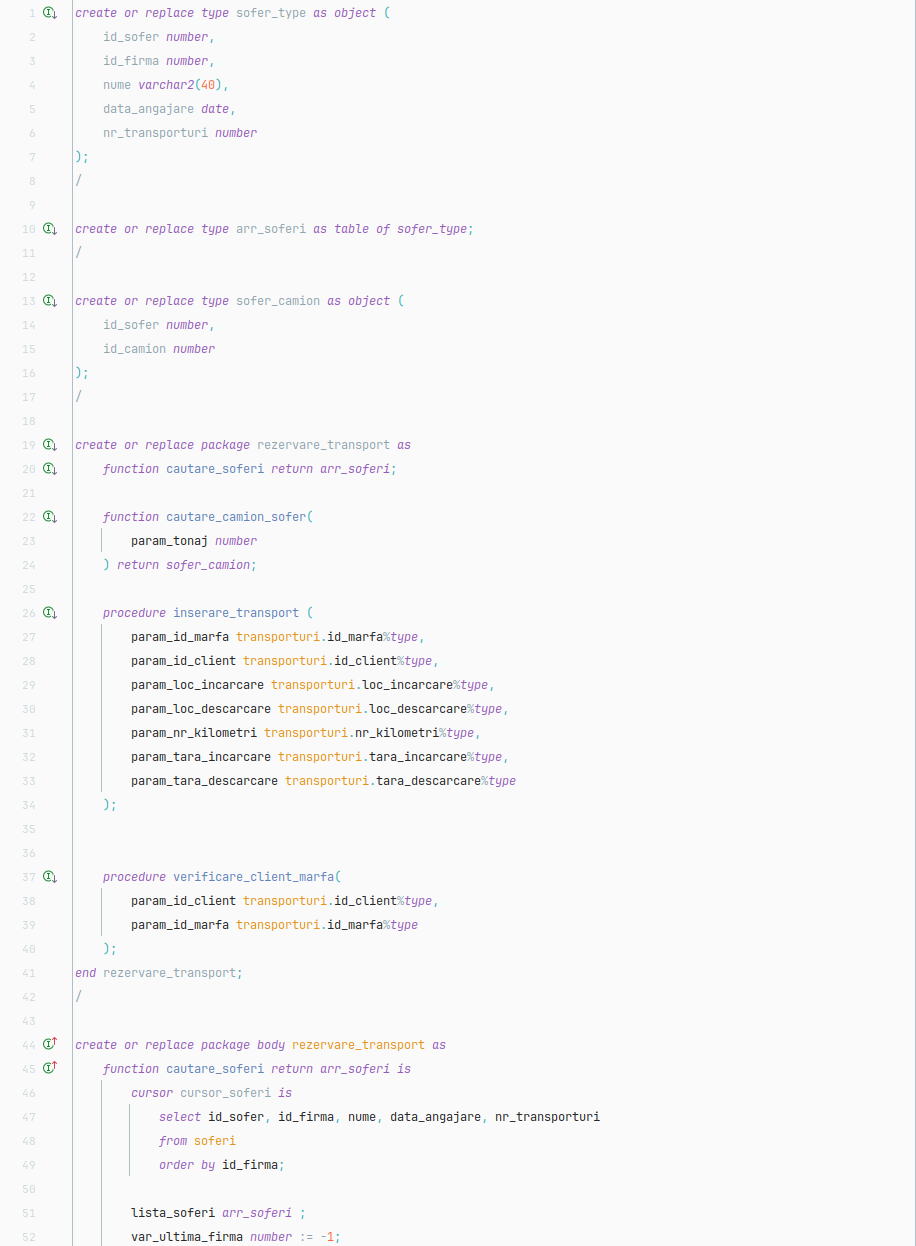 1 create or replace type sofer_type as object (
2     id_sofer number,
3     id_firma number,
4     nume varchar2(40),
5     data_angajare date,
6     nr_transporturi number
7 );
8 /
9
10 create or replace type arr_soferi as table of sofer_type;
11 /
12
13 create or replace type sofer_camion as object (
14     id_sofer number,
15     id_camion number
16 );
17 /
18
19 create or replace package rezervare_transport as
20     function cautare_soferi return arr_soferi;
21
22     function cautare_camion_sofer(
23         param_tonaj number
24     ) return sofer_camion;
25
26     procedure inserare_transport (
27         param_id_marfa transporturi.id_marfa%type,
28         param_id_client transporturi.id_client%type,
29         param_loc_incarcare transporturi.loc_incarcare%type,
30         param_loc_descarcare transporturi.loc_descarcare%type,
31         param_nr_kilometri transporturi.nr_kilometri%type,
32         param_tara_incarcare transporturi.tara_incarcare%type,
33         param_tara_descarcare transporturi.tara_descarcare%type
34     );
35
36
37     procedure verificare_client_marfa(
38         param_id_client transporturi.id_client%type,
39         param_id_marfa transporturi.id_marfa%type
40     );
41 end rezervare_transport;
42 /
43
44 create or replace package body rezervare_transport as
45     function cautare_soferi return arr_soferi is
46         cursor cursor_soferi is
47             select id_sofer, id_firma, nume, data_angajare, nr_transporturi
48             from soferi
49             order by id_firma;
50
51         lista_soferi arr_soferi ;
52         var_ultima_firma number := -1;